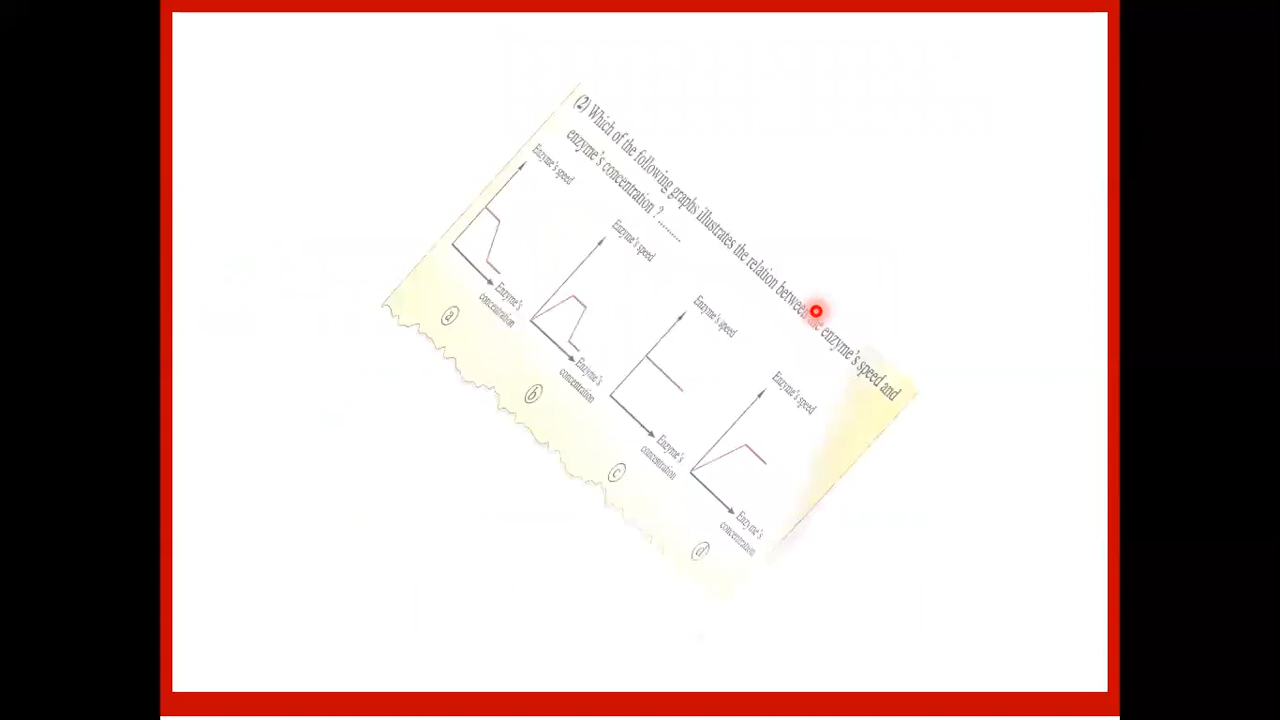 (2) Which of the following graphs illustrates the relation between the enzyme's speed and
enzyme's concentration ? .........
Enzyme's speed
Enzyme's
concentration
a
Enzyme's speed
Enzyme's
concentration
b
Enzyme's speed
Enzyme's
concentration
c
Enzyme's speed
Enzyme's
concentration
d